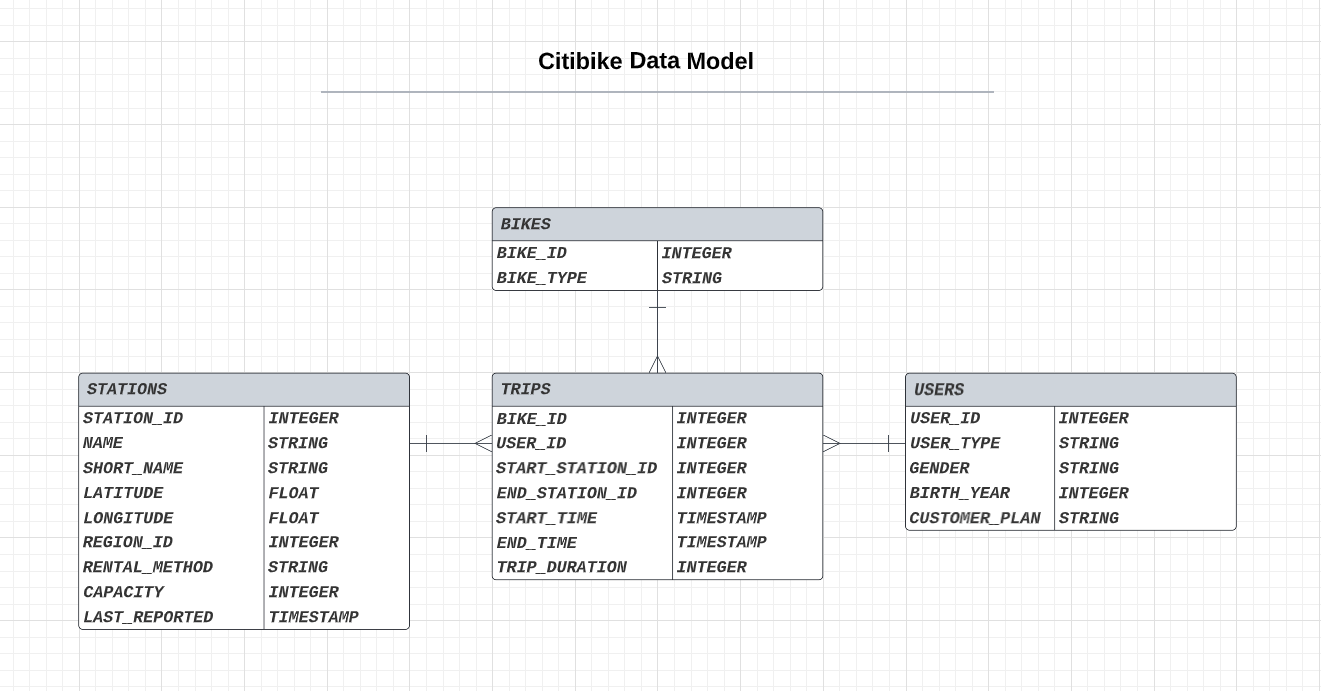 Citibike Data Model
BIKES
BIKE_ID INTEGER
BIKE_TYPE STRING
STATIONS
STATION_ID INTEGER
NAME STRING
SHORT_NAME STRING
LATITUDE FLOAT
LONGITUDE FLOAT
REGION_ID INTEGER
RENTAL_METHOD STRING
CAPACITY INTEGER
LAST_REPORTED TIMESTAMP
TRIPS
BIKE_ID INTEGER
USER_ID INTEGER
START_STATION_ID INTEGER
END_STATION_ID INTEGER
START_TIME TIMESTAMP
END_TIME TIMESTAMP
TRIP_DURATION INTEGER
USERS
USER_ID INTEGER
USER_TYPE STRING
GENDER STRING
BIRTH_YEAR INTEGER
CUSTOMER_PLAN STRING